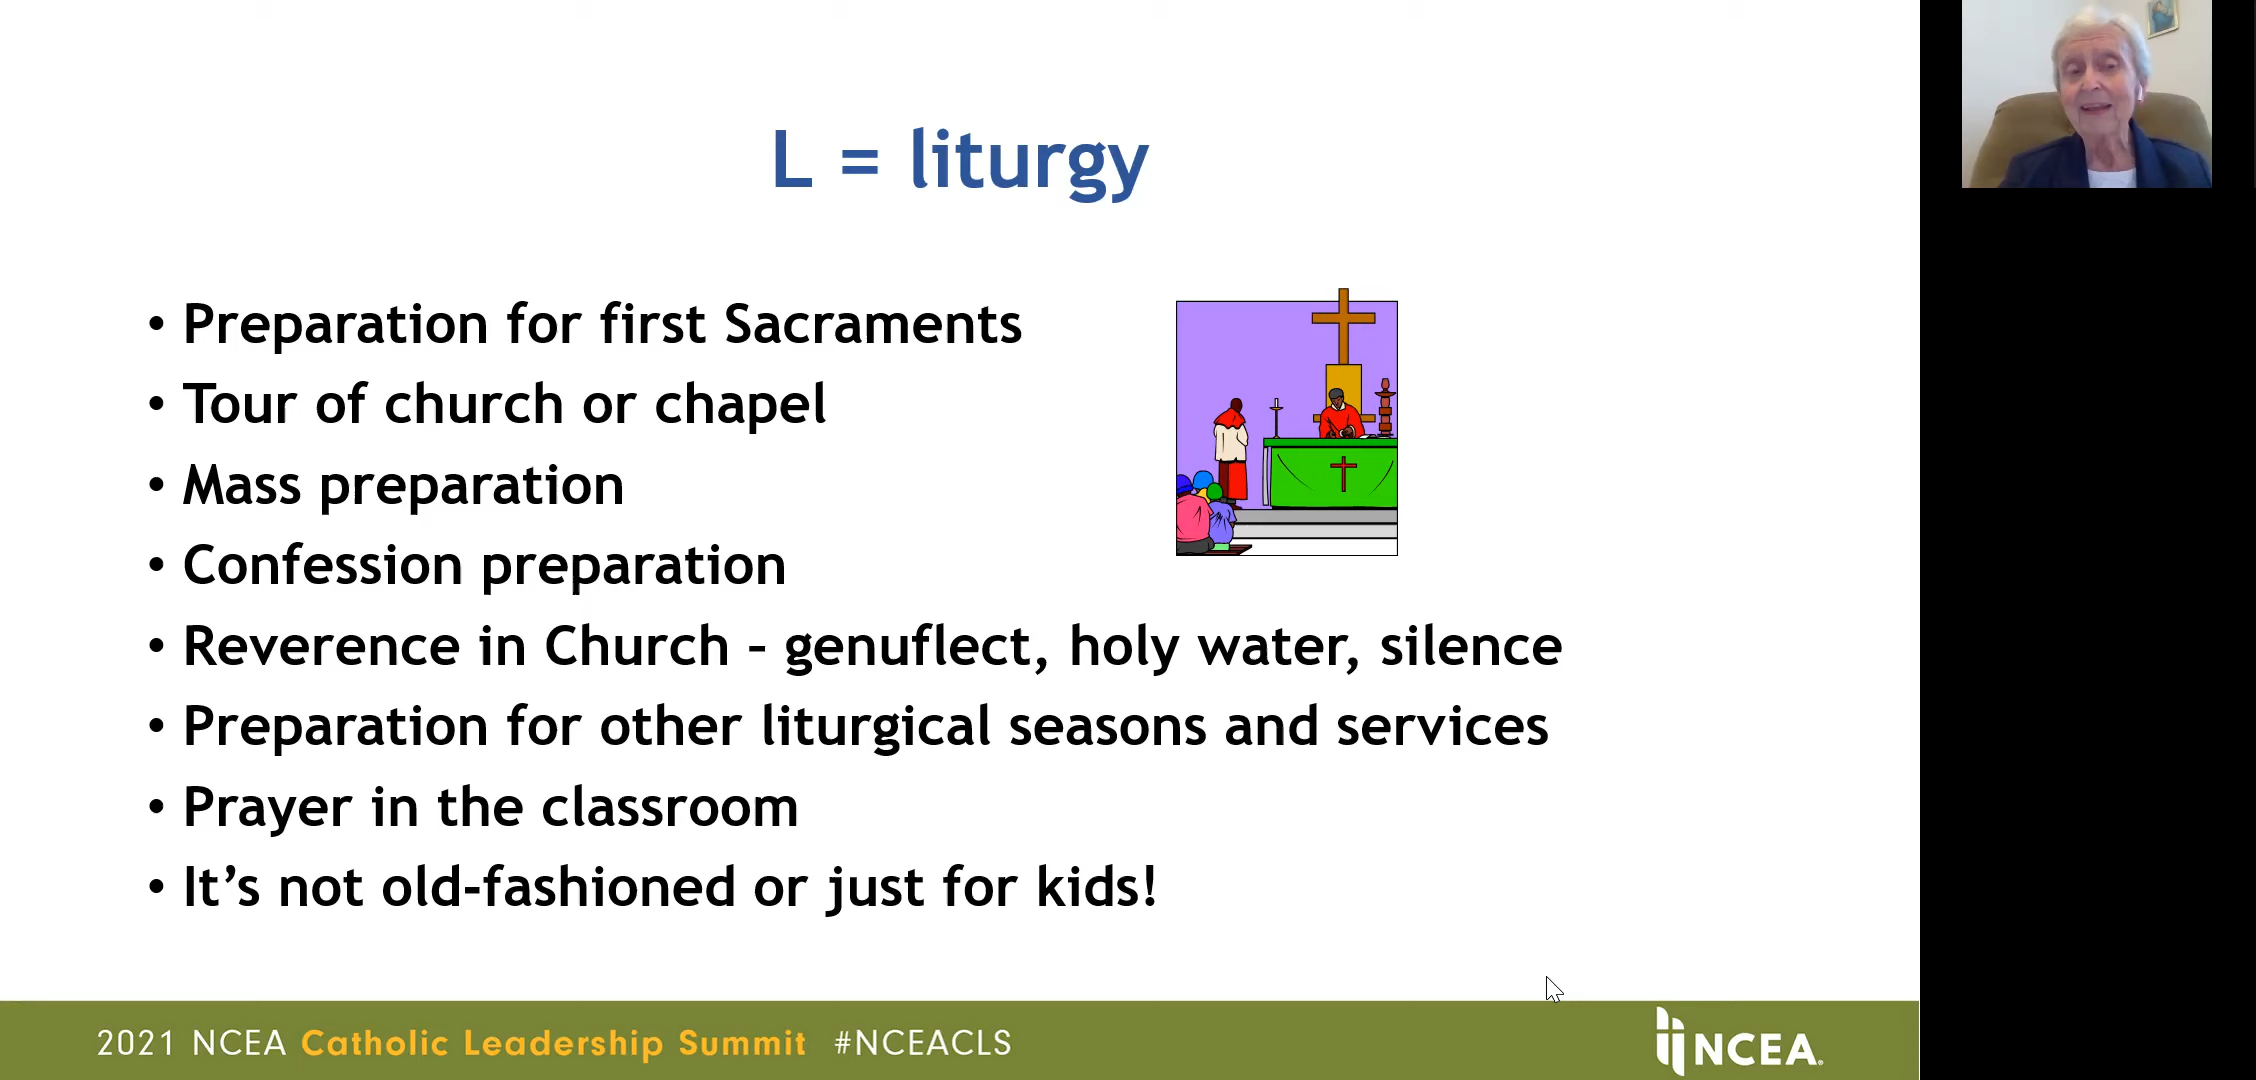 L = liturgy
• Preparation for first Sacraments
• Tour of church or chapel
• Mass preparation
• Confession preparation
• Reverence in Church – genuflect, holy water, silence
• Preparation for other liturgical seasons and services
• Prayer in the classroom
• It’s not old-fashioned or just for kids!
2021 NCEA Catholic Leadership Summit #NCEACLS
NCEA